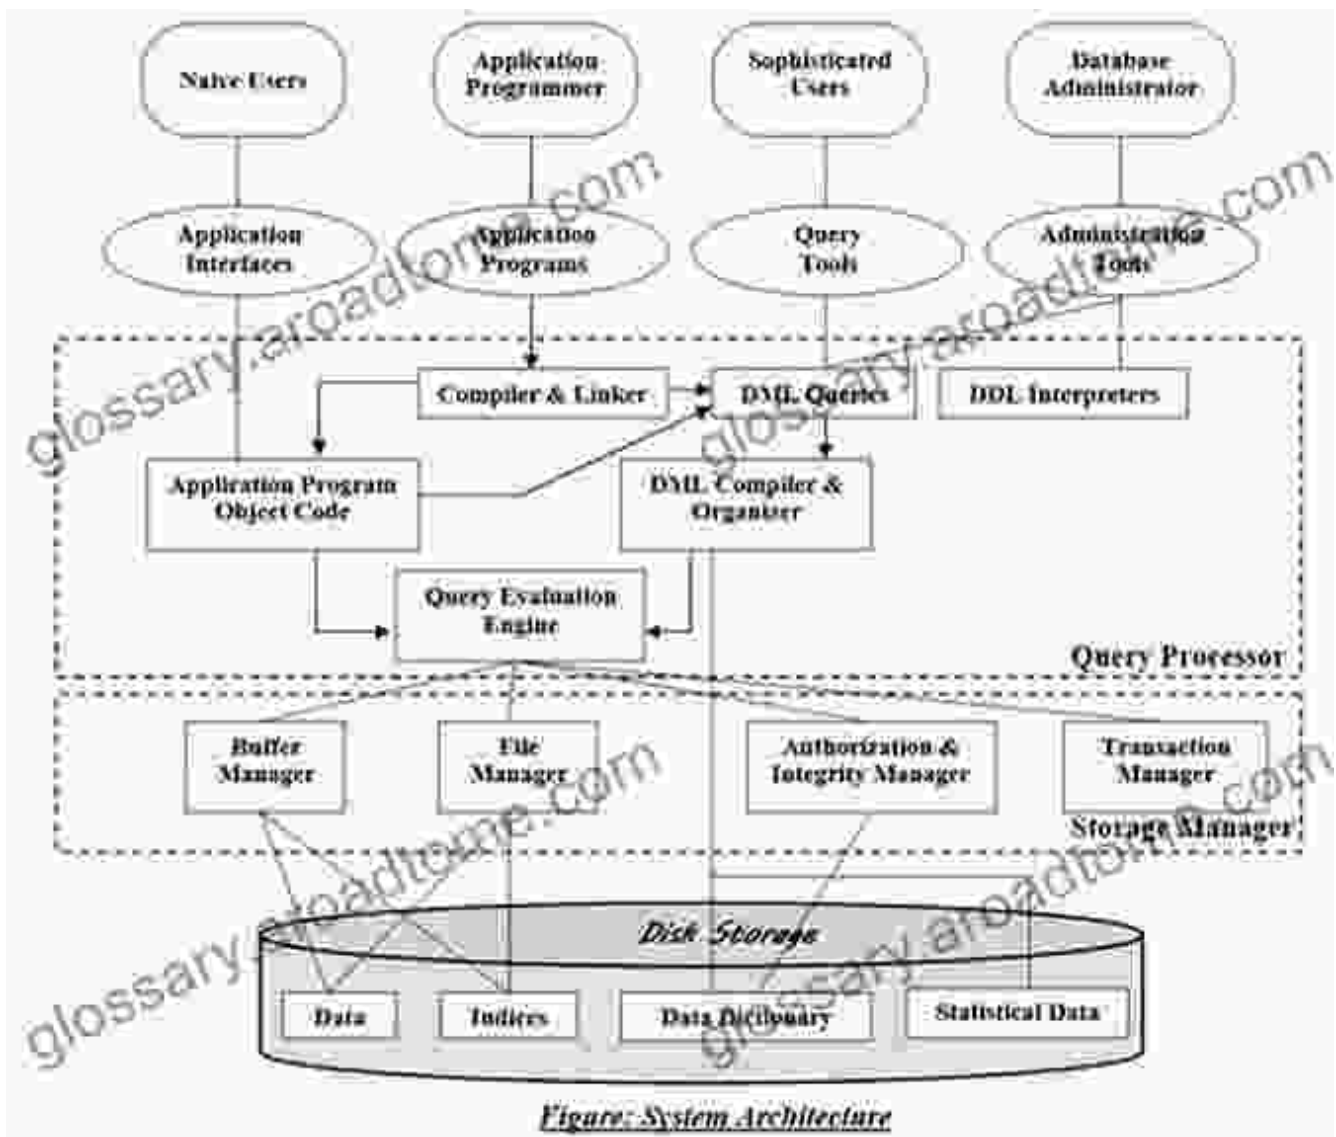 Naive Users
Application
Programmer
Sophisticated
Users
Database
Administrator
Application
Interfaces
Application
Programs
Query
Tools
Administration
Tools
Compiler & Linker
DML Queries
DDL Interpreters
Application Program
Object Code
DML Compiler &
Organizer
Query Evaluation
Engine
Query Processor
Buffer
Manager
File
Manager
Authorization &
Integrity Manager
Transaction
Manager
Storage Manager
Disk Storage
Data
Indices
Data Dictionary
Statistical Data
Figure: System Architecture
glossary.aroadtome.com
glossary.aroadtome.com
glossary.aroadtome.com
glossary.aroadtome.com